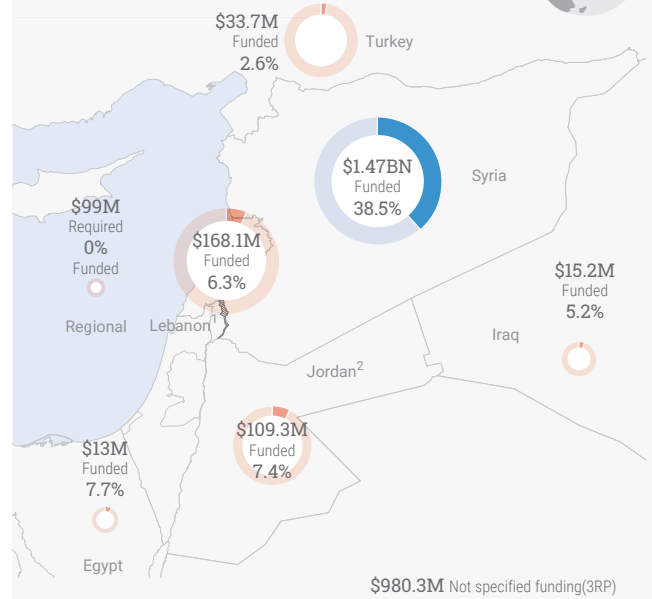 $33.7M
Funded
2.6%
Turkey
$1.47BN
Funded
38.5%
Syria
$99M
Required
0%
Funded
Regional
$168.1M
Funded
6.3%
Lebanon1
$15.2M
Funded
5.2%
Iraq
Jordan2
$109.3M
Funded
7.4%
$13M
Funded
7.7%
Egypt
$980.3M Not specified funding(3RP)